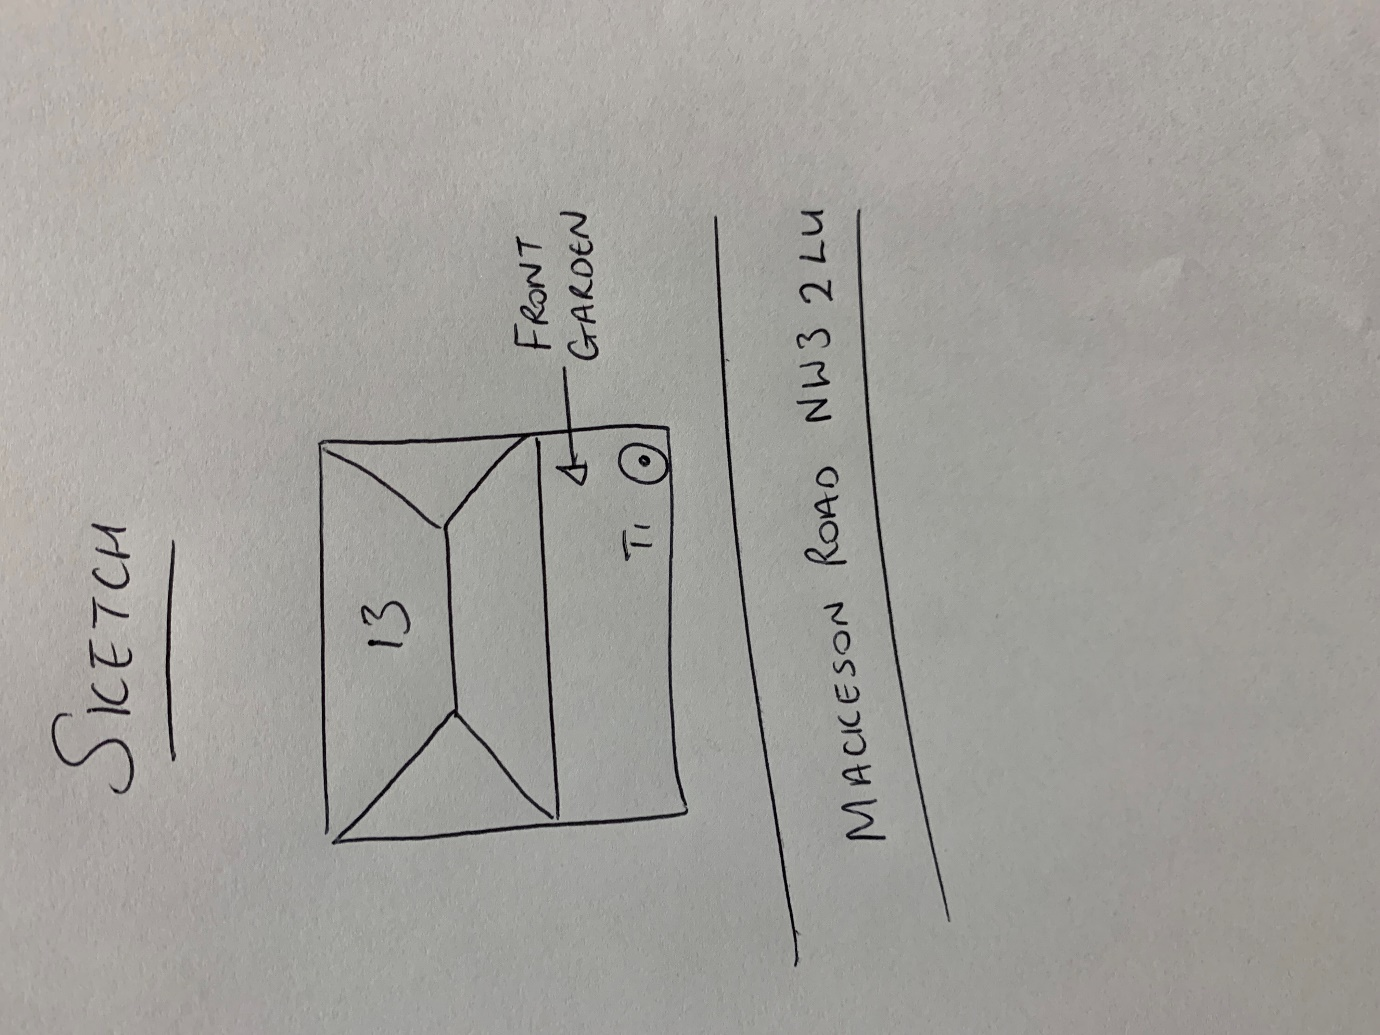 SKETCH
13
FRONT
GARDEN
T1
MACKESON ROAD NW3 2LU